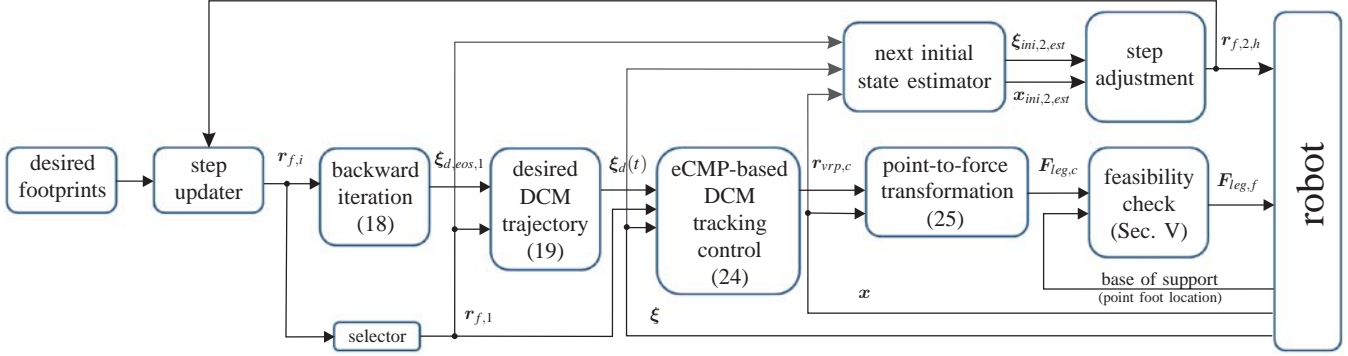 next initial
state estimator
ξini,2,est
xini,2,est
step
adjustment
rf,2,h
desired
footprints
step
updater
rf,i
backward
iteration
(18)
ξd,eos,1
desired
DCM
trajectory
(19)
ξd(t)
eCMP-based
DCM
tracking
control
(24)
rvrp,c
point-to-force
transformation
(25)
Fleg,c
feasibility
check
(Sec. V)
Fleg,f
robot
base of support
(point foot location)
x
ξ
rf,1
selector